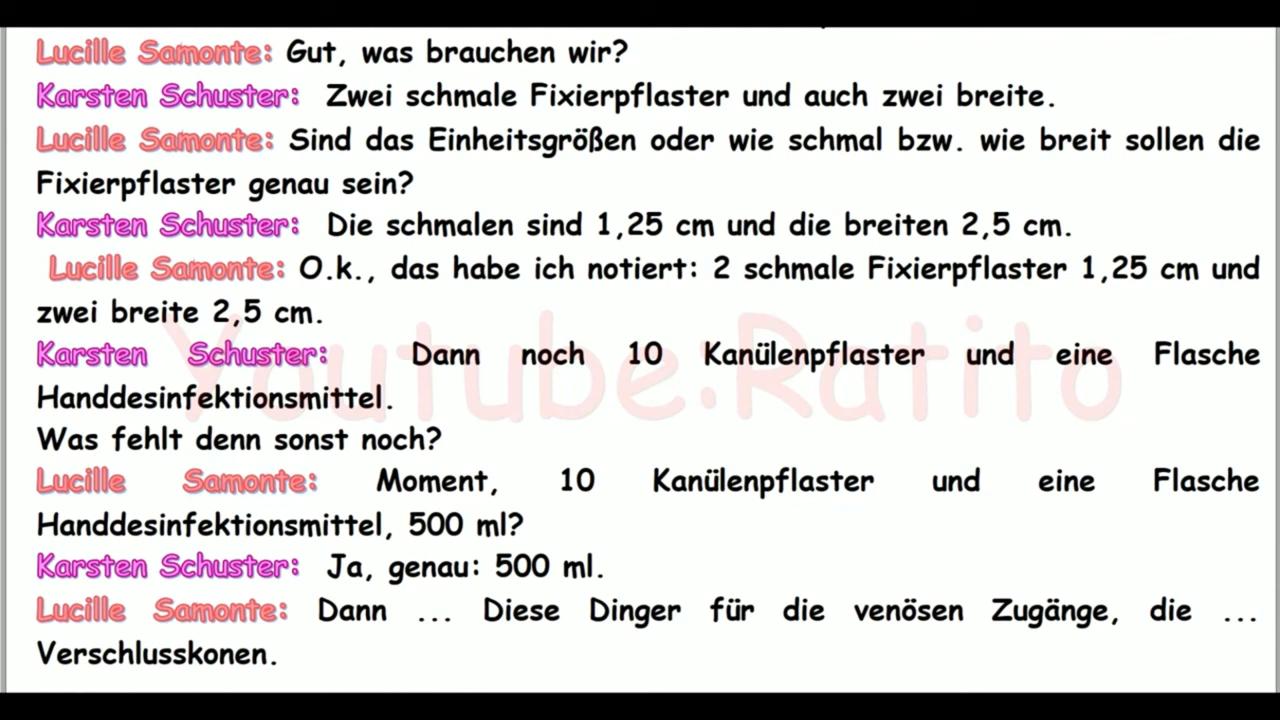 Lucille Samonte: Gut, was brauchen wir?
Karsten Schuster: Zwei schmale Fixierpflaster und auch zwei breite.
Lucille Samonte: Sind das Einheitsgrößen oder wie schmal bzw. wie breit sollen die
Fixierpflaster genau sein?
Karsten Schuster: Die schmalen sind 1,25 cm und die breiten 2,5 cm.
Lucille Samonte: O.k., das habe ich notiert: 2 schmale Fixierpflaster 1,25 cm und
zwei breite 2,5 cm.
Youtube:Ratito
Karsten Schuster: Dann noch 10 Kanülenpflaster und eine Flasche
Handdesinfektionsmittel.
Was fehlt denn sonst noch?
Lucille Samonte: Moment, 10 Kanülenpflaster und eine Flasche
Handdesinfektionsmittel, 500 ml?
Karsten Schuster: Ja, genau: 500 ml.
Lucille Samonte: Dann ... Diese Dinger für die venösen Zugänge, die ...
Verschlusskonen.